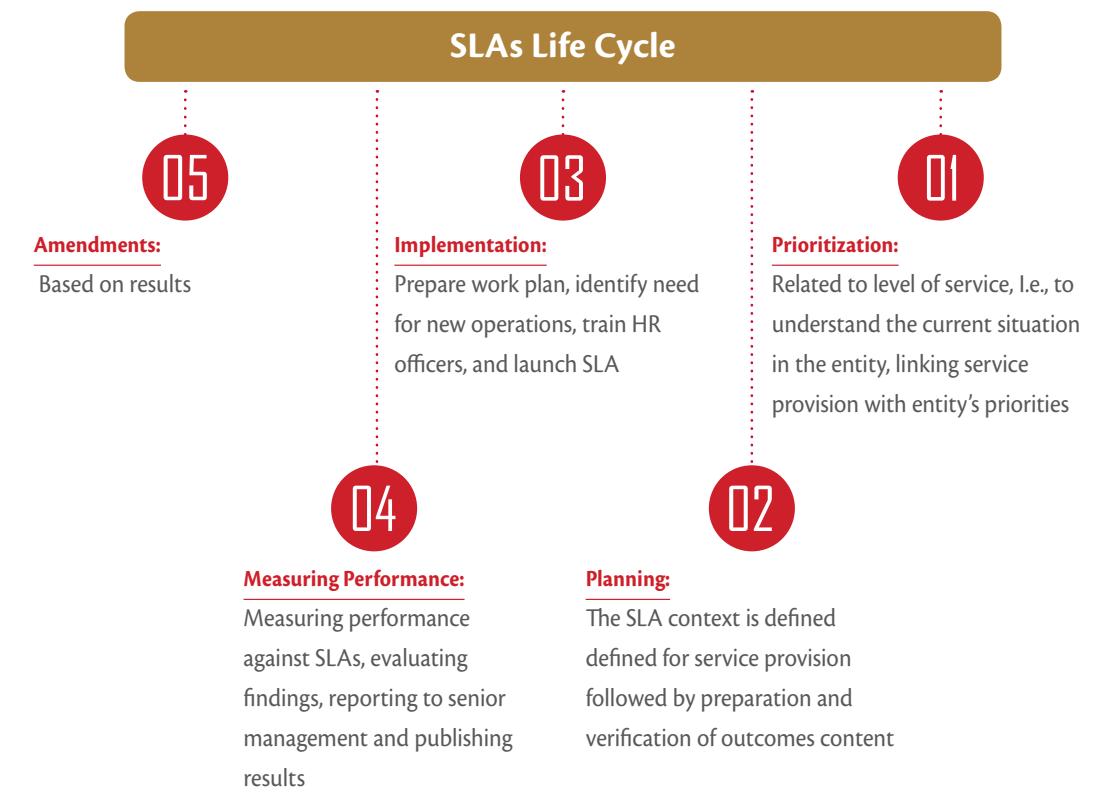 SLAs Life Cycle
05
Amendments:
Based on results
03
Implementation:
Prepare work plan, identify need
for new operations, train HR
officers, and launch SLA
01
Prioritization:
Related to level of service, I.e., to
understand the current situation
in the entity, linking service
provision with entity’s priorities
04
Measuring Performance:
Measuring performance
against SLAs, evaluating
findings, reporting to senior
management and publishing
results
02
Planning:
The SLA context is defined
defined for service provision
followed by preparation and
verification of outcomes content